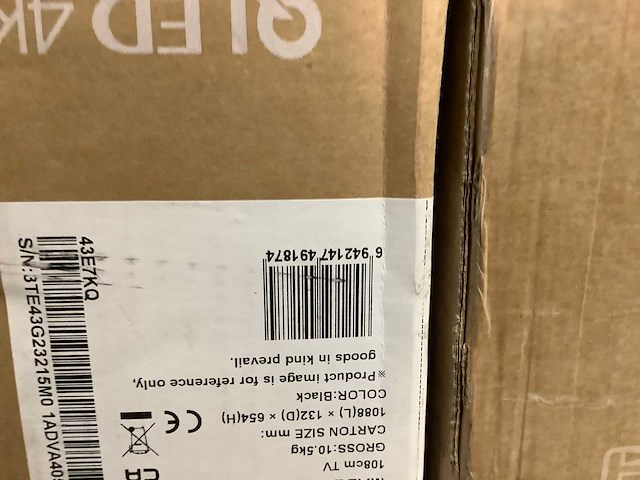 108cm TV
GROSS:10.5kg
CARTON SIZE mm:
1088(L) × 132(D) × 654(H)
COLOR:Black
※Product image is for reference only,
goods in kind prevail.
6 942147 491874
CE
43E7KQ
S/N:3TE43G23215M0 1ADVA405
QLED 4K